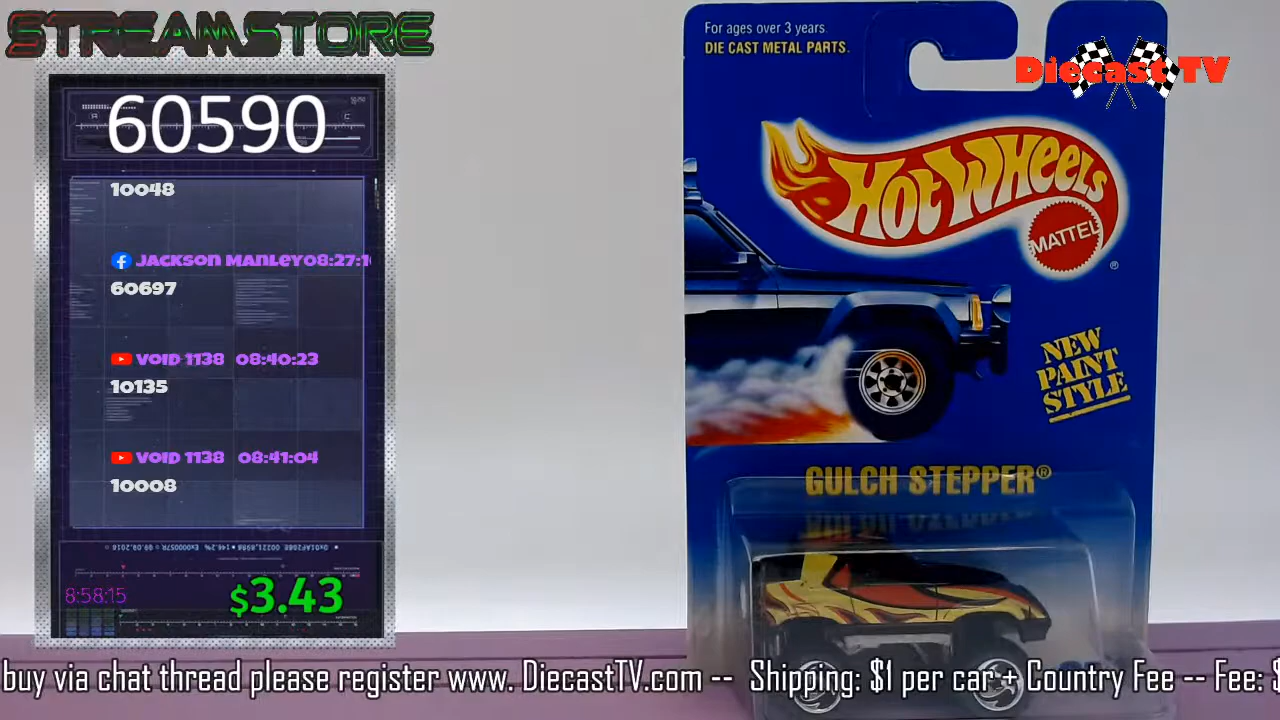 STREAMSTORE
60590
10048
Jackson Manley08:27:1
60697
Void 1138 08:40:23
10135
Void 1138 08:41:04
10008
8:58:15
$3.43
For ages over 3 years.
DIE CAST METAL PARTS.
Diecast TV
HOT WHEELS
MATTEL
®
NEW
PAINT
STYLE
GULCH STEPPER®
buy via chat thread please register www. DiecastTV.com -- Shipping: $1 per car + Country Fee -- Fee: $